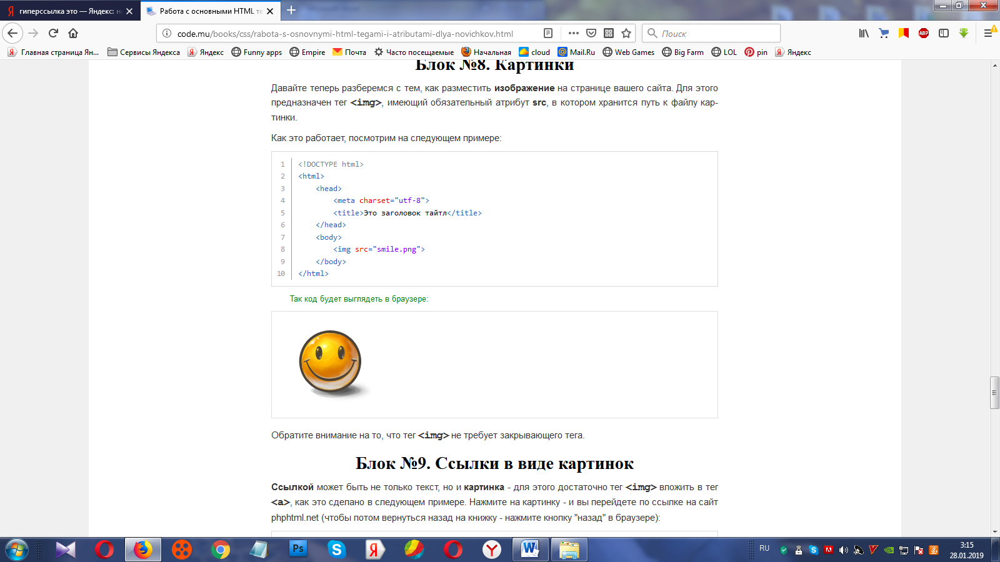 гиперссылка это — Яндекс: на
Работа с основными HTML те
code.mu/books/css/rabota-s-osnovnymi-html-tegami-i-atributami-dlya-novichkov.html
Поиск
ABP
Главная страница Ян...
Сервисы Яндекса
Яндекс
Funny apps
Empire
Почта
Часто посещаемые
Начальная
cloud
Mail.Ru
Web Games
Big Farm
LOL
pin
Яндекс
Блок №8. Картинки
Давайте теперь разберемся с тем, как разместить изображение на странице вашего сайта. Для этого
предназначен тег <img>, имеющий обязательный атрибут src, в котором хранится путь к файлу кар-
тинки.
Как это работает, посмотрим на следующем примере:
1 <!DOCTYPE html>
2 <html>
3 <head>
4 <meta charset="utf-8">
5 <title>Это заголовок тайтл</title>
6 </head>
7 <body>
8 <img src="smile.png">
9 </body>
10 </html>
Так код будет выглядеть в браузере:
Обратите внимание на то, что тег <img> не требует закрывающего тега.
Блок №9. Ссылки в виде картинок
Ссылкой может быть не только текст, но и картинка - для этого достаточно тег <img> вложить в тег
<a>, как это сделано в следующем примере. Нажмите на картинку - и вы перейдете по ссылке на сайт
phphtml.net (чтобы потом вернуться назад на книжку - нажмите кнопку "назад" в браузере):
Ps
RU
3:15
28.01.2019